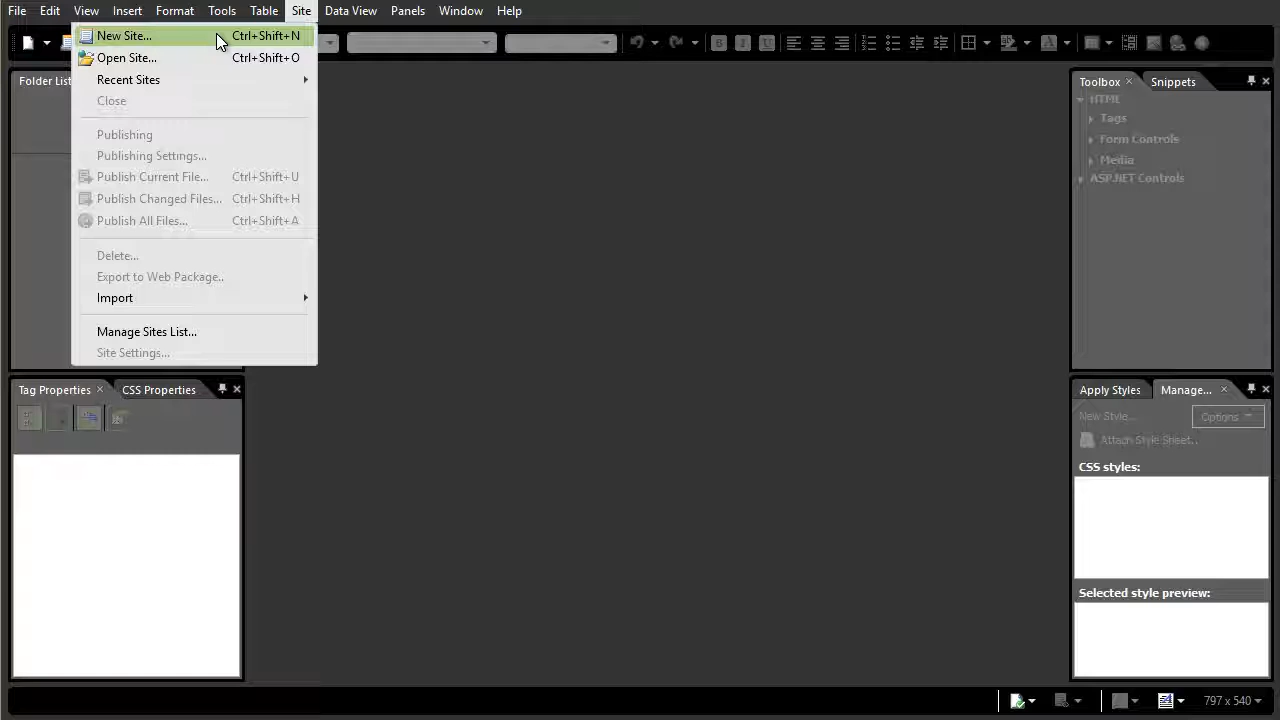 File Edit View Insert Format Tools Table Site Data View Panels Window Help
New Site... Ctrl+Shift+N
Open Site... Ctrl+Shift+O
Recent Sites
Close
Publishing
Publishing Settings...
Publish Current File... Ctrl+Shift+U
Publish Changed Files... Ctrl+Shift+H
Publish All Files... Ctrl+Shift+A
Delete...
Export to Web Package..
Import
Manage Sites List...
Site Settings...
Folder List
Tag Properties CSS Properties
B I U
A
Toolbox Snippets
HTML
Tags
Form Controls
Media
ASP.NET Controls
Apply Styles Manage...
New Style... Options
Attach Style Sheet...
CSS styles:
Selected style preview:
797 x 540